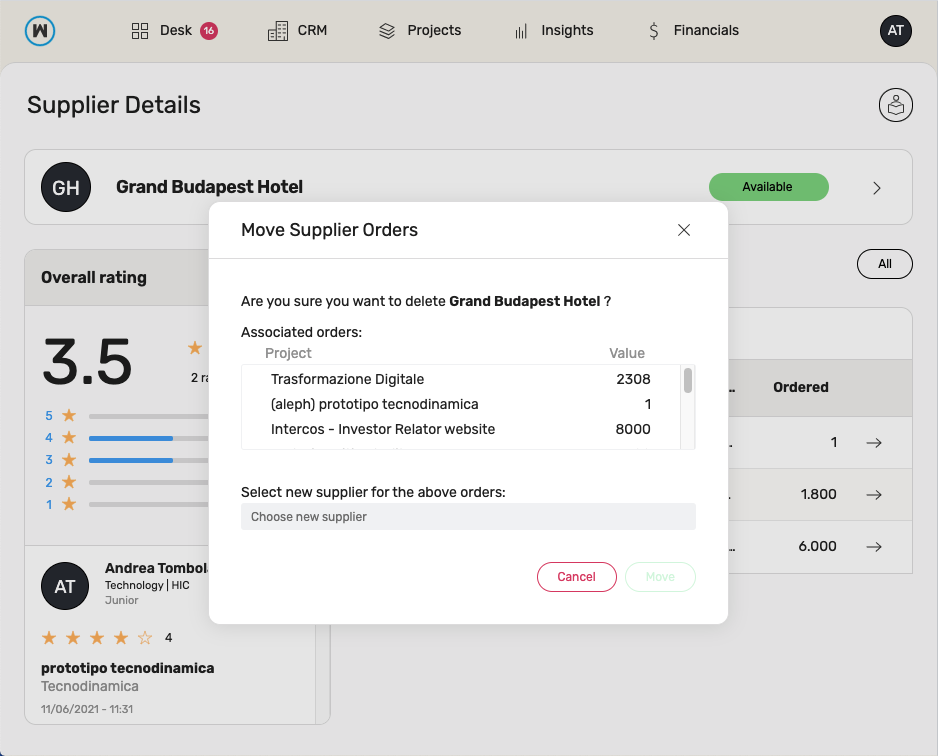 W Desk 16 CRM Projects Insights Financials AT
Supplier Details
GH Grand Budapest Hotel Available
Move Supplier Orders
Overall rating
All
Are you sure you want to delete Grand Budapest Hotel ?
Associated orders:
Project Value
Trasformazione Digitale 2308
(aleph) prototipo tecnodinamica 1
Intercos - Investor Relator website 8000
3.5
2 ra
5
4
3
2
1
.. Ordered
. 1
. 1.800
.. 6.000
Select new supplier for the above orders:
Choose new supplier
Cancel Move
AT
Andrea Tombol
Technology | HIC
Junior
4
prototipo tecnodinamica
Tecnodinamica
11/06/2021 - 11:31